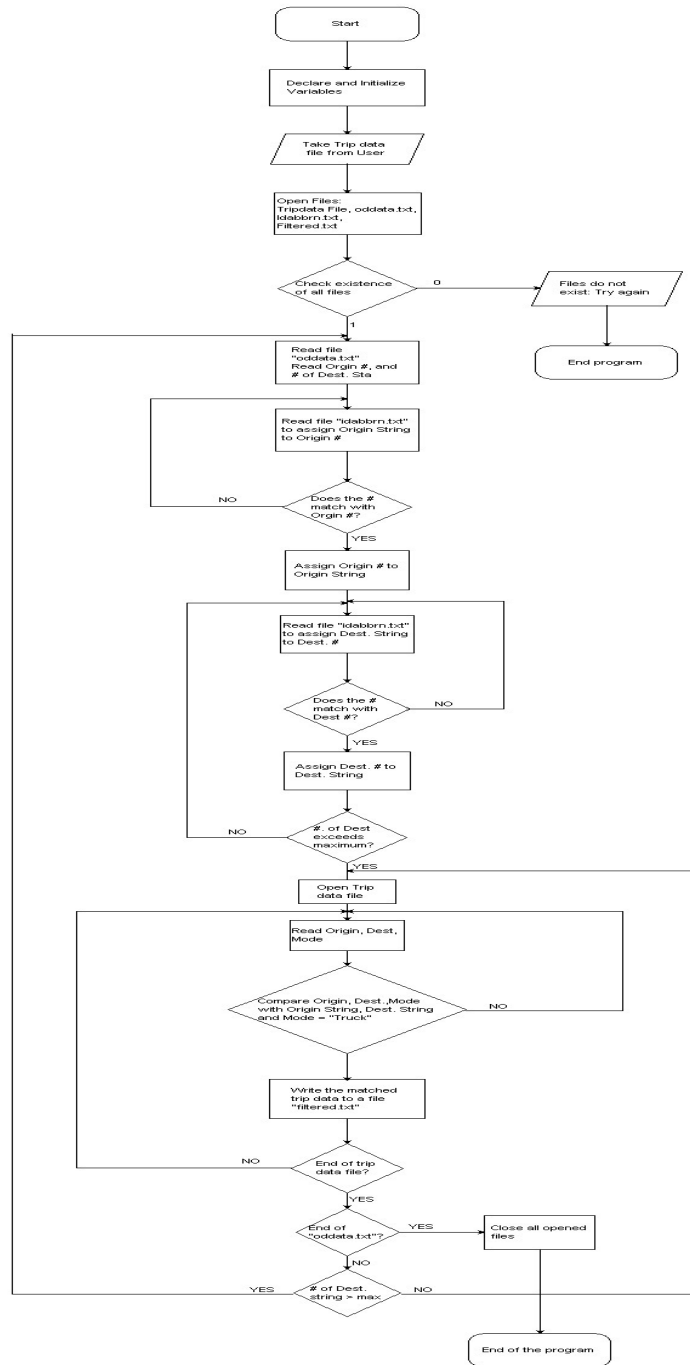 Start
Declare and Initialize
Variables
Take Trip data
file from User
Open Files:
Tripdata File, oddata.txt,
Idabbrn.txt,
Filtered.txt
Check existence
of all files
0
Files do not
exist: Try again
End program
1
Read file
"oddata.txt"
Read Orgin #, and
# of Dest. Sta
Read file "idabbrn.txt"
to assign Origin String
to Origin #
Does the #
match with
Orgin #?
NO
YES
Assign Origin # to
Origin String
Read file "idabbrn.txt"
to assign Dest. String
to Dest. #
Does the #
match with
Dest #?
NO
YES
Assign Dest. # to
Dest. String
#. of Dest
exceeds
maximum?
NO
YES
Open Trip
data file
Read Origin, Dest,
Mode
Compare Origin, Dest.,Mode
with Origin String, Dest. String
and Mode = "Truck"
NO
Write the matched
trip data to a file
"filtered.txt"
End of trip
data file?
NO
YES
End of
"oddata.txt"?
YES
Close all opened
files
NO
# of Dest.
string > max
YES
NO
End of the program